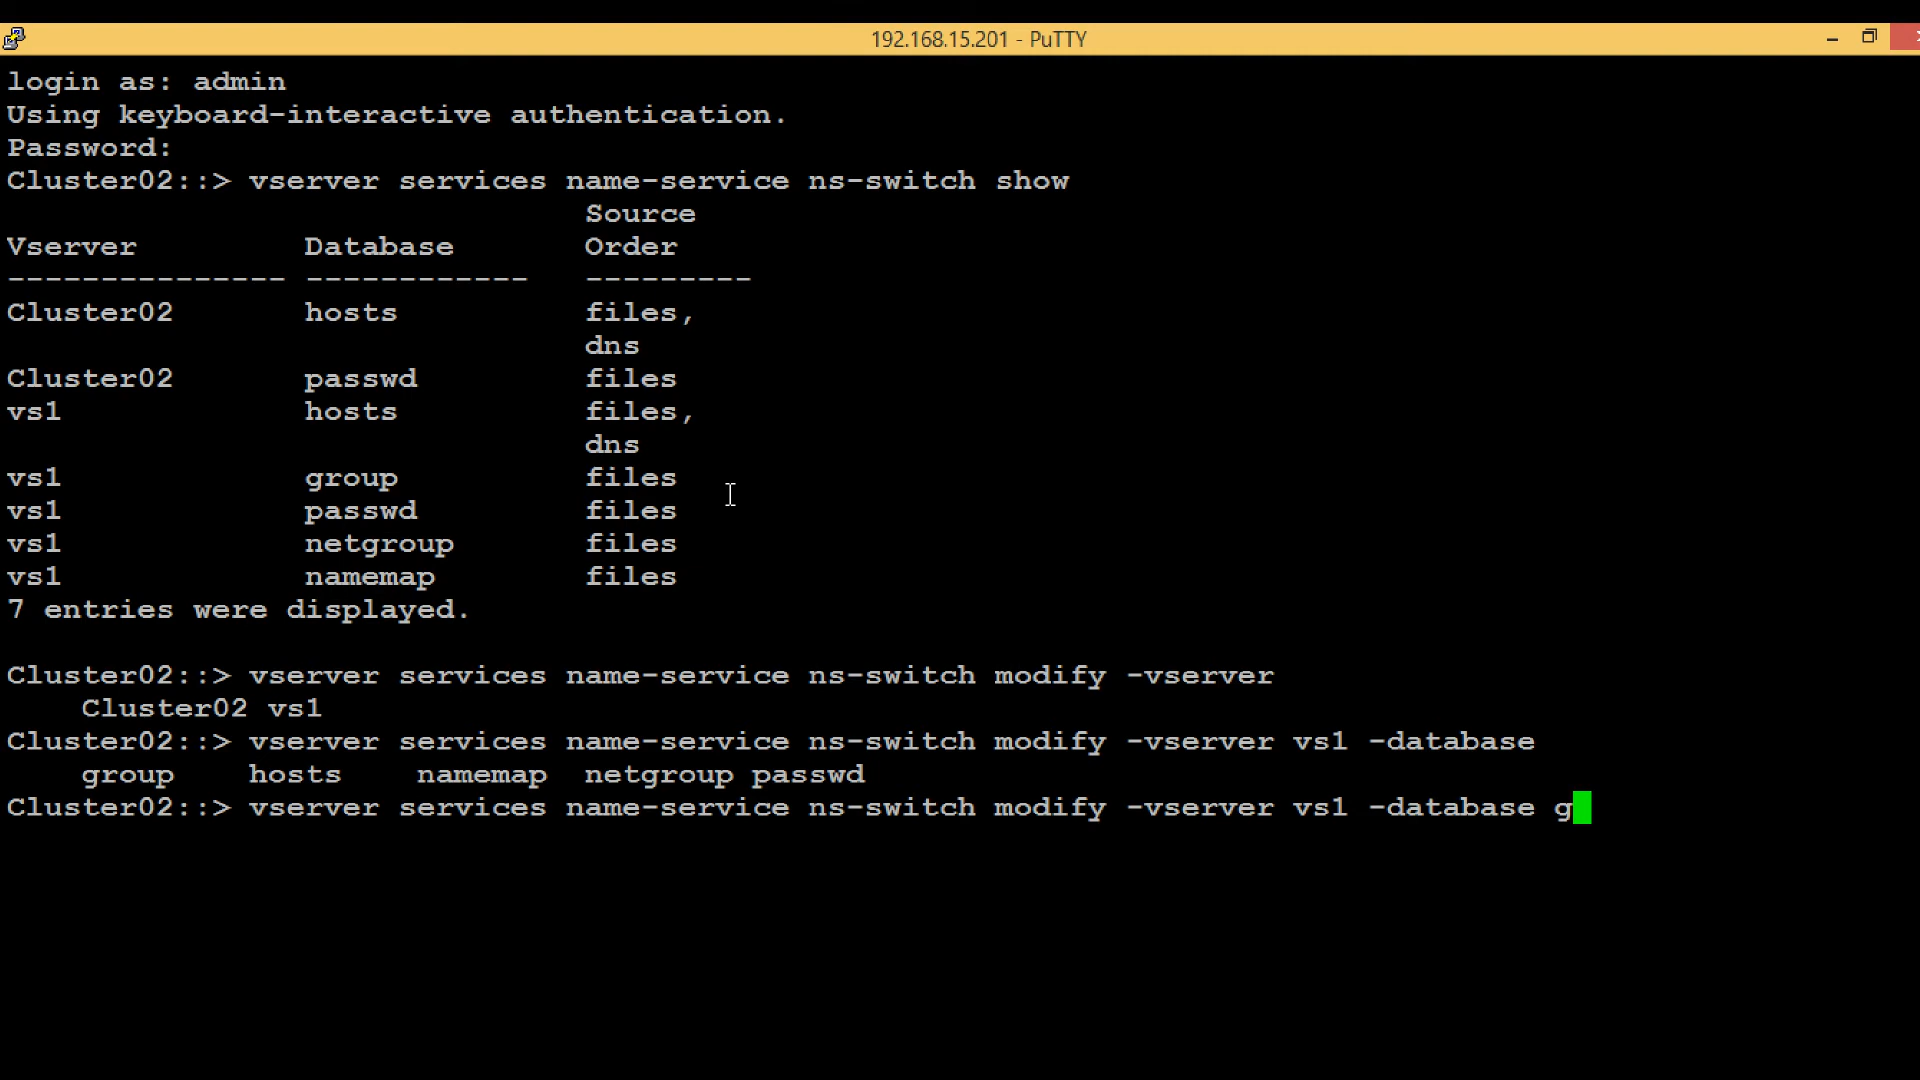 192.168.15.201 - PuTTY
login as: admin
Using keyboard-interactive authentication.
Password:
Cluster02::> vserver services name-service ns-switch show
Source
Vserver Database Order
--------------- ------------ ---------
Cluster02 hosts files,
dns
Cluster02 passwd files
vs1 hosts files,
dns
vs1 group files
vs1 passwd files
vs1 netgroup files
vs1 namemap files
7 entries were displayed.
Cluster02::> vserver services name-service ns-switch modify -vserver
Cluster02 vs1
Cluster02::> vserver services name-service ns-switch modify -vserver vs1 -database
group hosts namemap netgroup passwd
Cluster02::> vserver services name-service ns-switch modify -vserver vs1 -database g